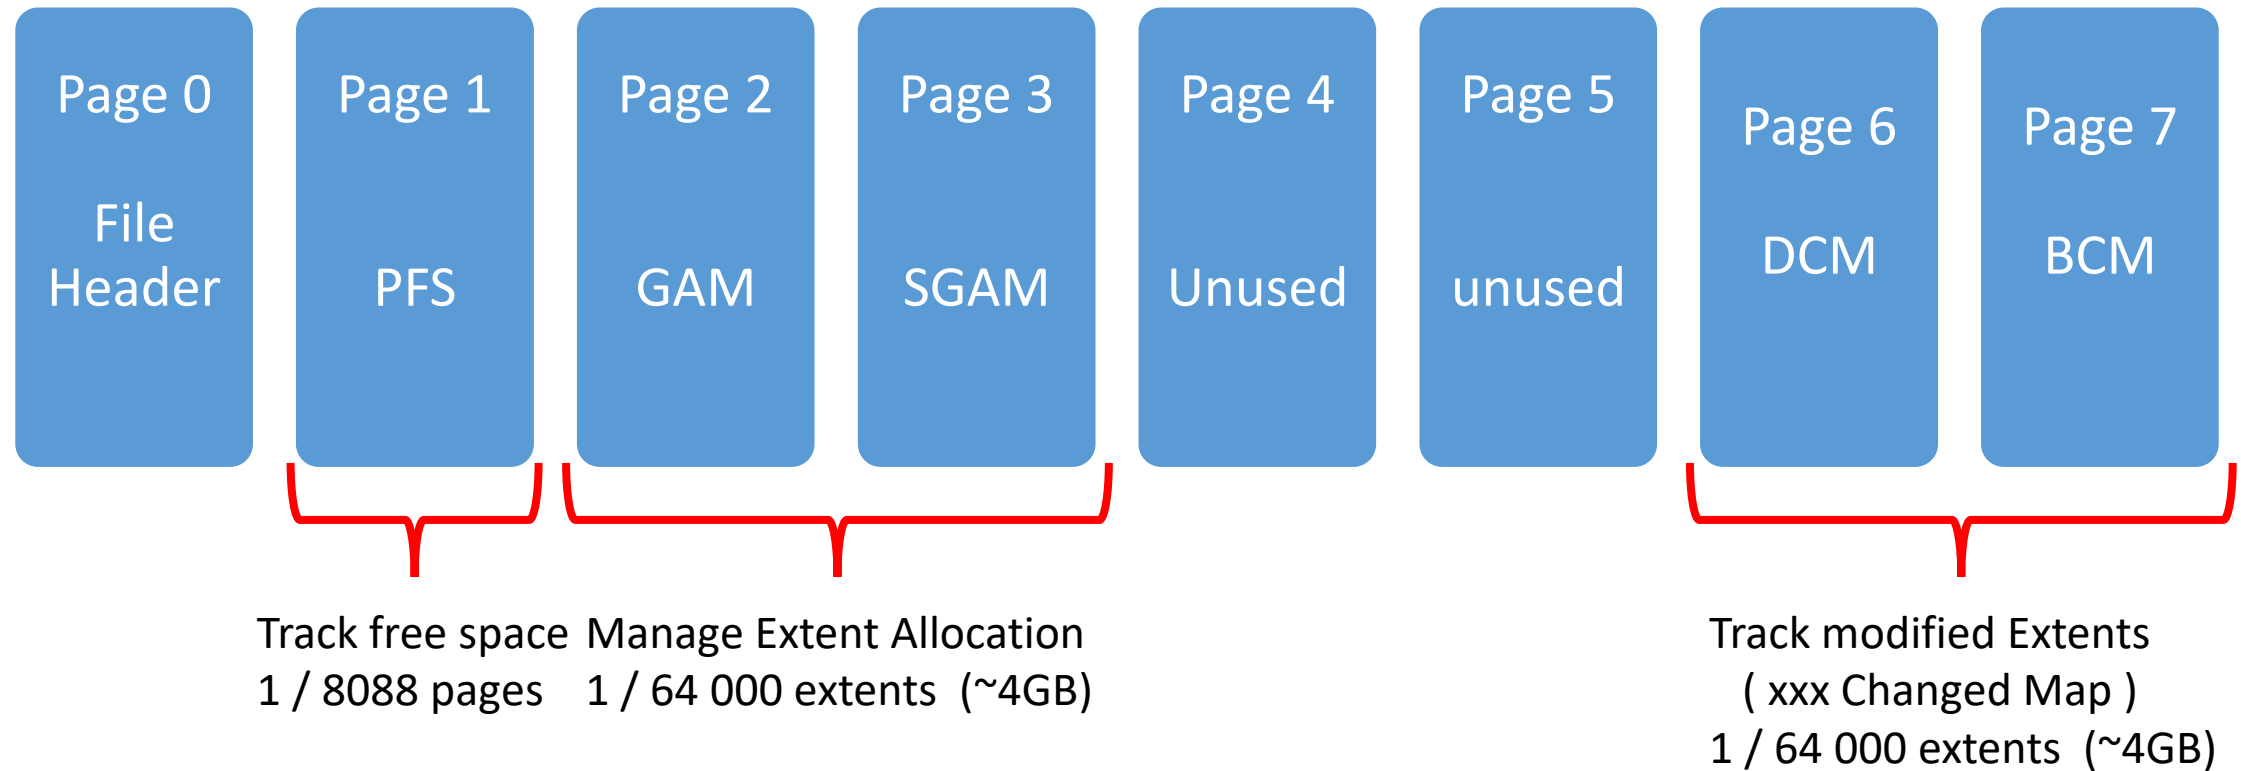 Page 0
File
Header
Page 1
PFS
Page 2
GAM
Page 3
SGAM
Page 4
Unused
Page 5
unused
Page 6
DCM
Page 7
BCM
Track free space
1 / 8088 pages
Manage Extent Allocation
1 / 64 000 extents (~4GB)
Track modified Extents
( xxx Changed Map )
1 / 64 000 extents (~4GB)